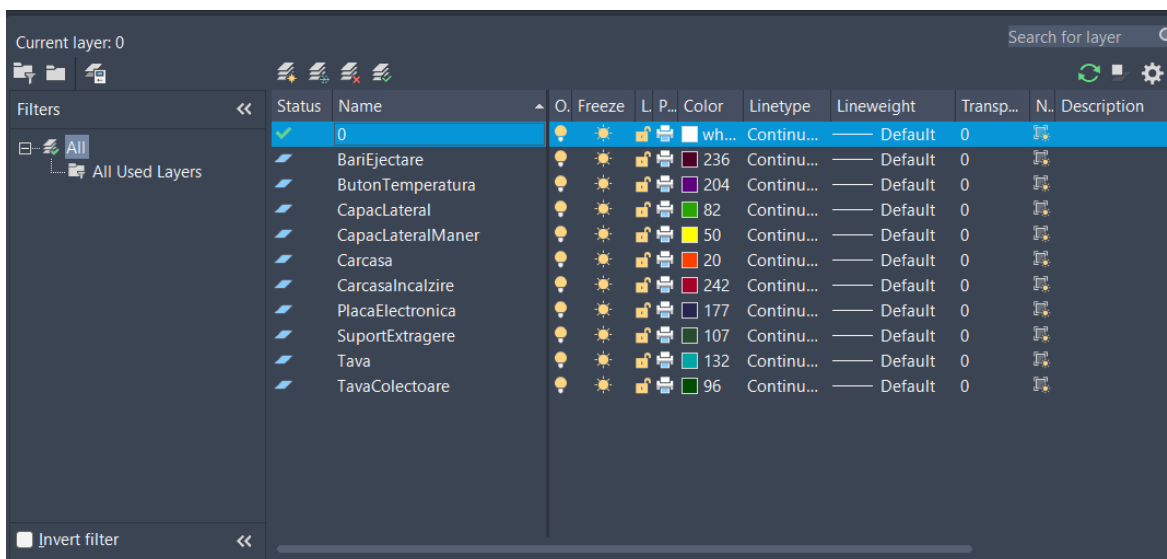 Current layer: 0
Search for layer
Filters
Status Name O. Freeze L. P... Color Linetype Lineweight Transp... N.. Description
0 wh... Continu... Default 0
All
BariEjectare 236 Continu... Default 0
All Used Layers
ButonTemperatura 204 Continu... Default 0
CapacLateral 82 Continu... Default 0
CapacLateralManer 50 Continu... Default 0
Carcasa 20 Continu... Default 0
CarcasaIncalzire 242 Continu... Default 0
PlacaElectronica 177 Continu... Default 0
SuportExtragere 107 Continu... Default 0
Tava 132 Continu... Default 0
TavaColectoare 96 Continu... Default 0
Invert filter